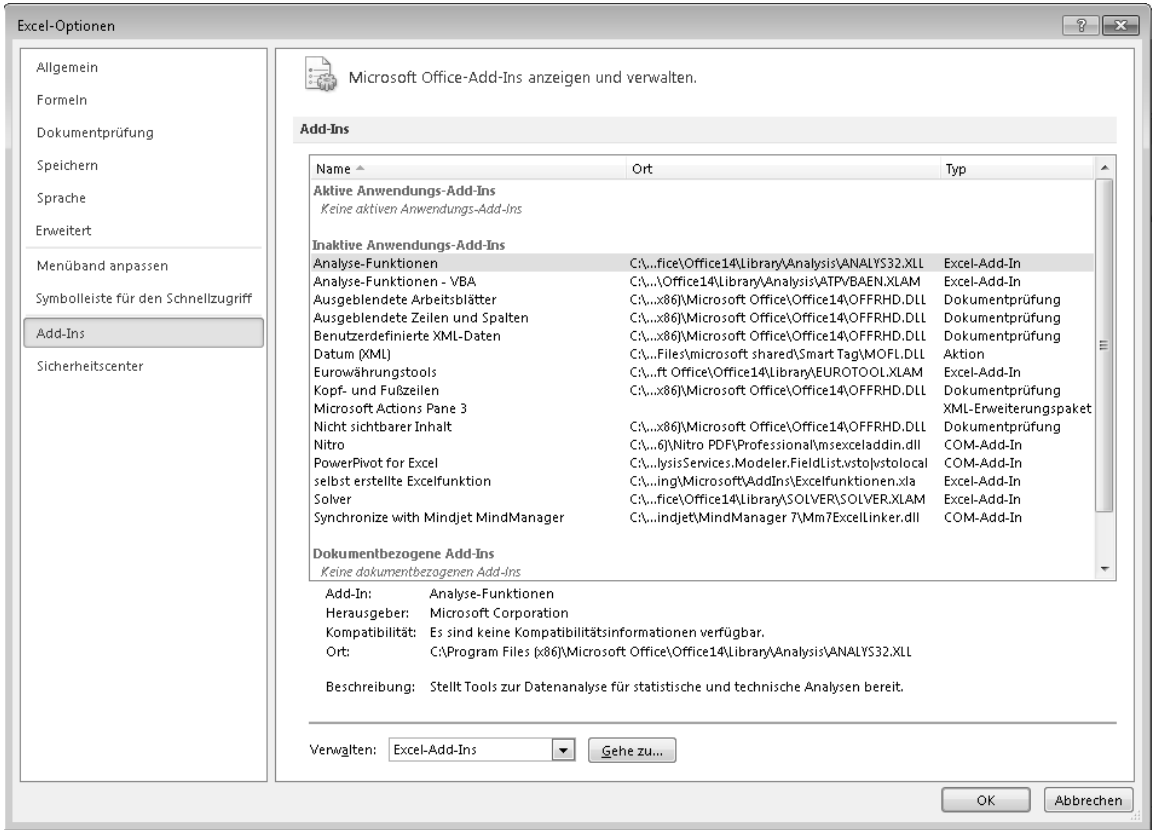 Excel-Optionen
Allgemein
Formeln
Dokumentprüfung
Speichern
Sprache
Erweitert
Menüband anpassen
Symbolleiste für den Schnellzugriff
Add-Ins
Sicherheitscenter
Microsoft Office-Add-Ins anzeigen und verwalten.
Add-Ins
Name Ort Typ
Aktive Anwendungs-Add-Ins
Keine aktiven Anwendungs-Add-Ins
Inaktive Anwendungs-Add-Ins
Analyse-Funktionen C:\...fice\Office14\Library\Analysis\ANALYS32.XLL Excel-Add-In
Analyse-Funktionen - VBA C:\...\Office14\Library\Analysis\ATPVBAEN.XLAM Excel-Add-In
Ausgeblendete Arbeitsblätter C:\...x86)\Microsoft Office\Office14\OFFRHD.DLL Dokumentprüfung
Ausgeblendete Zeilen und Spalten C:\...x86)\Microsoft Office\Office14\OFFRHD.DLL Dokumentprüfung
Benutzerdefinierte XML-Daten C:\...x86)\Microsoft Office\Office14\OFFRHD.DLL Dokumentprüfung
Datum (XML) C:\...Files\microsoft shared\Smart Tag\MOFL.DLL Aktion
Eurowährungstools C:\...ft Office\Office14\Library\EUROTOOL.XLAM Excel-Add-In
Kopf- und Fußzeilen C:\...x86)\Microsoft Office\Office14\OFFRHD.DLL Dokumentprüfung
Microsoft Actions Pane 3 XML-Erweiterungspaket
Nicht sichtbarer Inhalt C:\...x86)\Microsoft Office\Office14\OFFRHD.DLL Dokumentprüfung
Nitro C:\...6)\Nitro PDF\Professional\msexceladdin.dll COM-Add-In
PowerPivot for Excel C:\...lysisServices.Modeler.FieldList.vsto|vstolocal COM-Add-In
selbst erstellte Excelfunktion C:\...ing\Microsoft\AddIns\Excelfunktionen.xla Excel-Add-In
Solver C:\...fice\Office14\Library\SOLVER\SOLVER.XLAM Excel-Add-In
Synchronize with Mindjet MindManager C:\...indjet\MindManager 7\Mm7ExcelLinker.dll COM-Add-In
Dokumentbezogene Add-Ins
Keine dokumentbezogenen Add-Ins
Add-In: Analyse-Funktionen
Herausgeber: Microsoft Corporation
Kompatibilität: Es sind keine Kompatibilitätsinformationen verfügbar.
Ort: C:\Program Files (x86)\Microsoft Office\Office14\Library\Analysis\ANALYS32.XLL
Beschreibung: Stellt Tools zur Datenanalyse für statistische und technische Analysen bereit.
Verwalten: Excel-Add-Ins Gehe zu...
OK Abbrechen